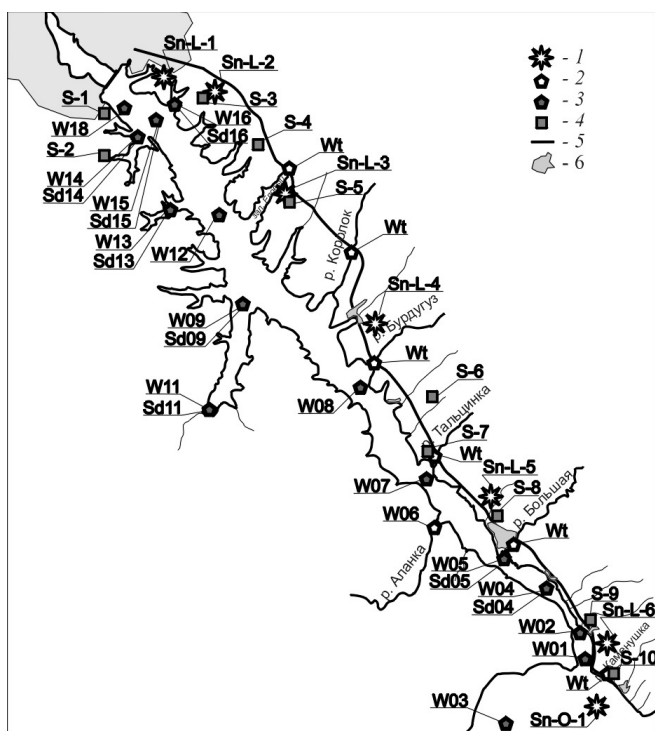 Sn-L-1
- 1
Sn-L-2
- 2
S-1
S-3
- 3
W18
W16
- 4
Sd16
S-4
- 5
S-2
W14
Wt
- 6
Sd14
Sn-L-3
W15
S-5
Sd15
W13
W12
Sd13
Wt
р. Королок
Sn-L-4
W09
р. Бурдугуз
Sd09
Wt
W11
S-6
Sd11
W08
Тальцинка
S-7
Wt
Sn-L-5
W07
S-8
W06
р. Большая
Wt
р. Аланка
W05
Sd05
W04
S-9
Sd04
Sn-L-6
W02
р. Каменушка
W01
S-10
Wt
W03
Sn-O-1